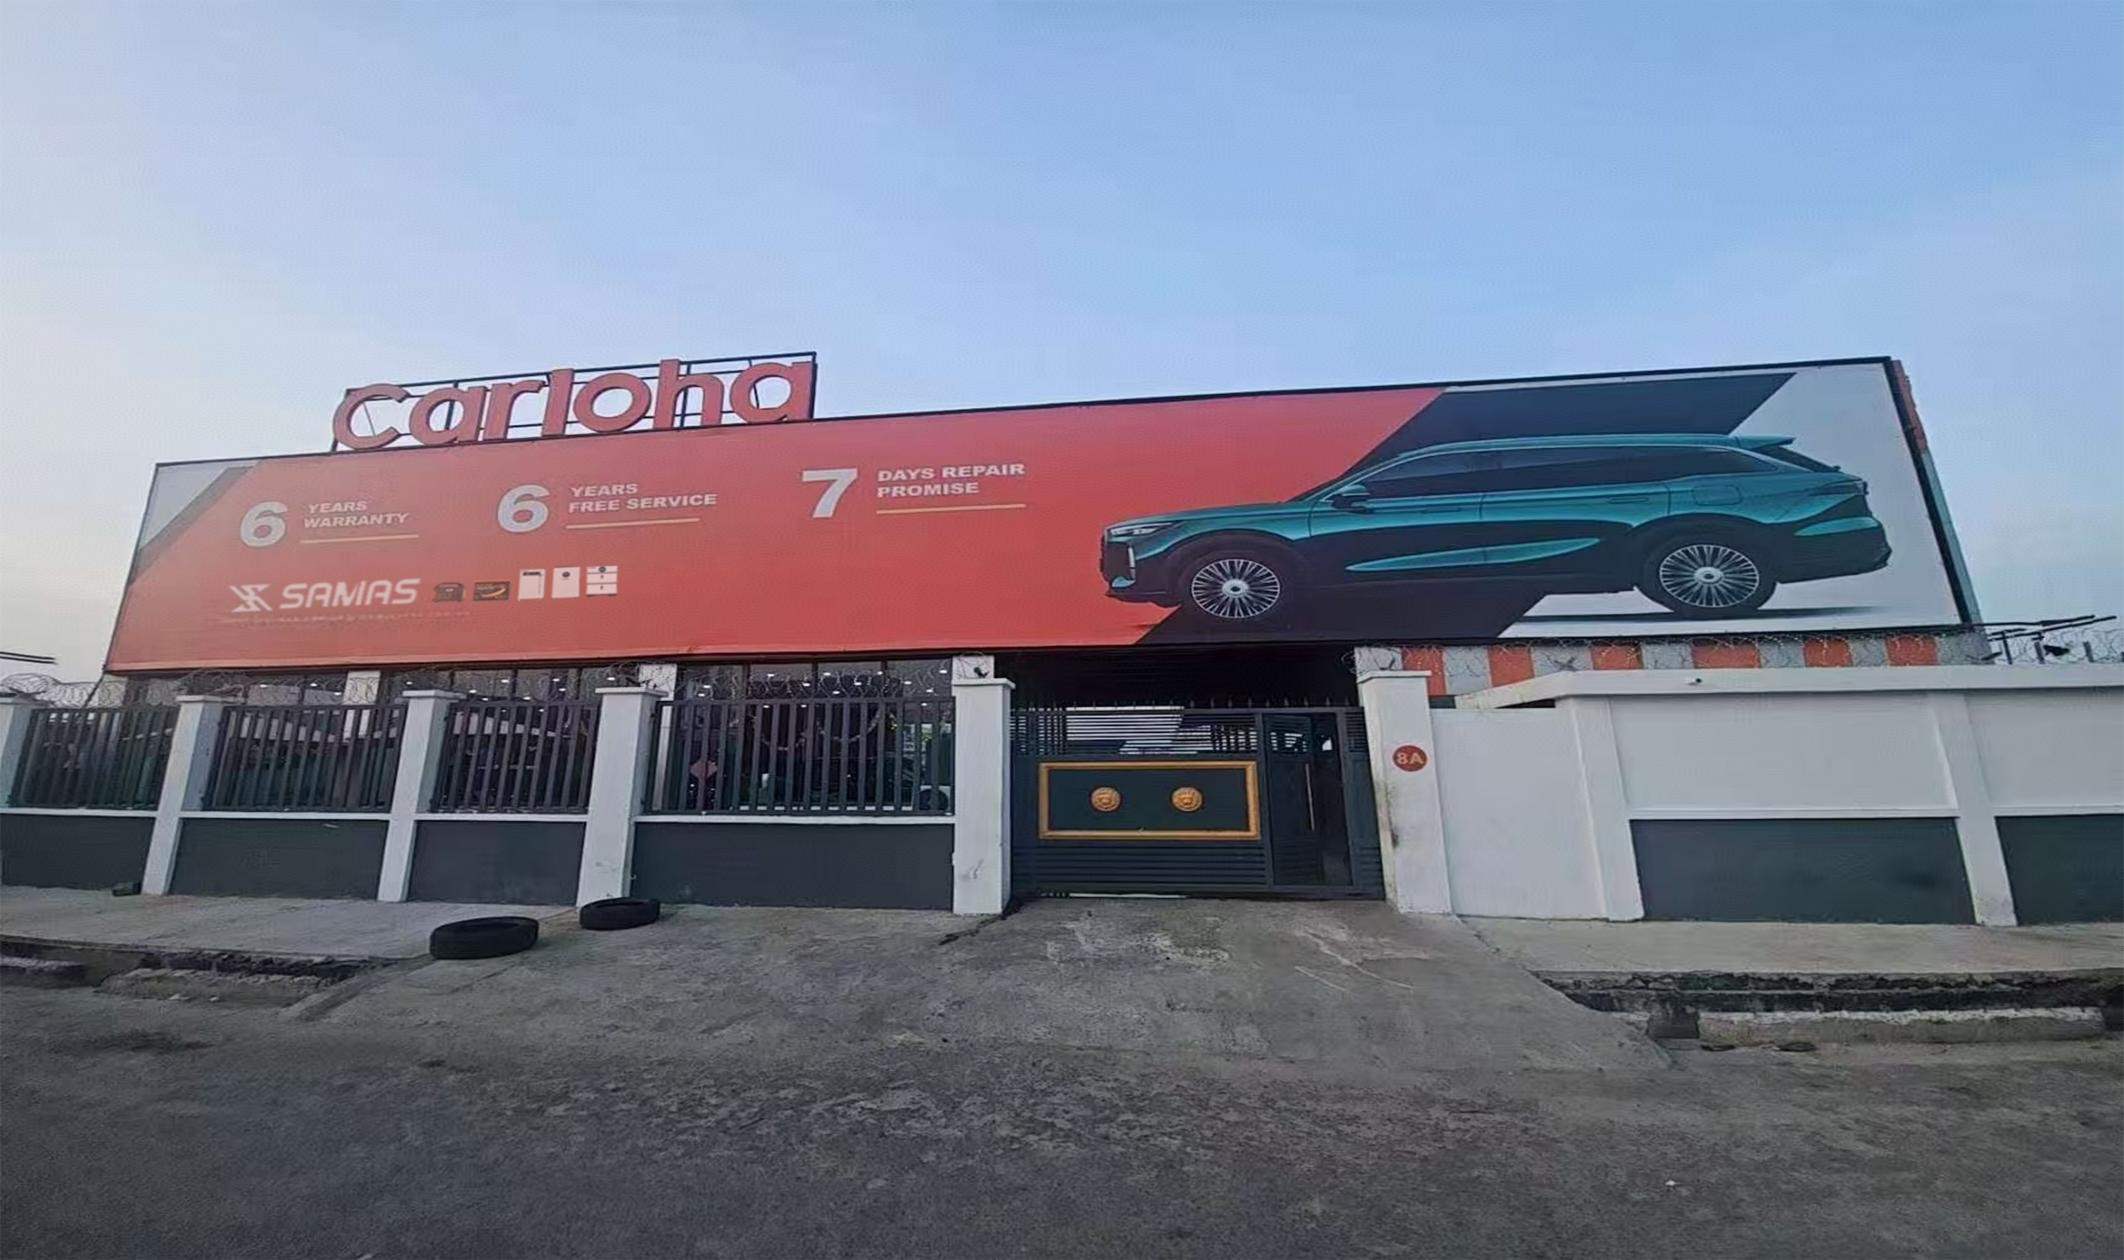 Carloha
6
YEARS
WARRANTY
6
YEARS
FREE SERVICE
7
DAYS REPAIR
PROMISE
SAMAS
8A